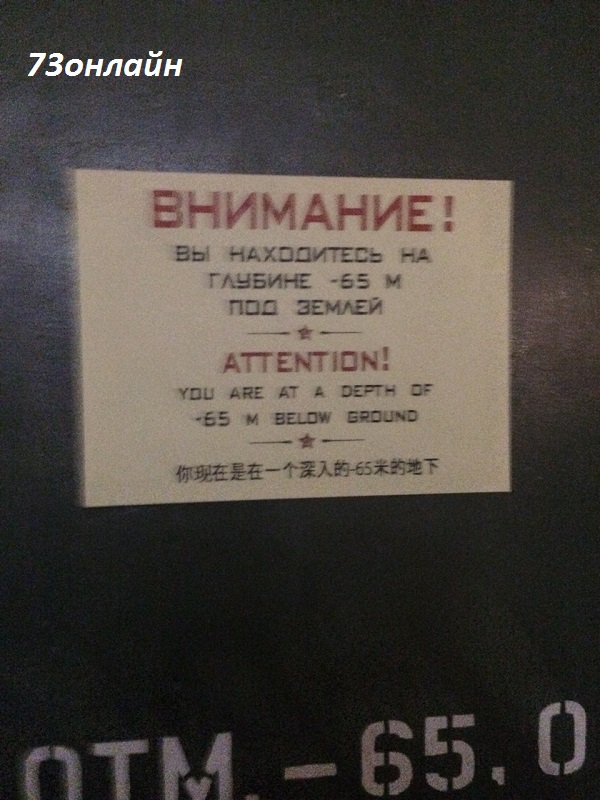 73онлайн
ВНИМАНИЕ!
ВЫ НАХОДИТЕСЬ НА
ГЛУБИНЕ -65 М
ПОД ЗЕМЛЕЙ
ATTENTION!
YOU ARE AT A DEPTH OF
-65 M BELOW GROUND
你现在是在一个深入的-65米的地下
ОТМ. -65.0